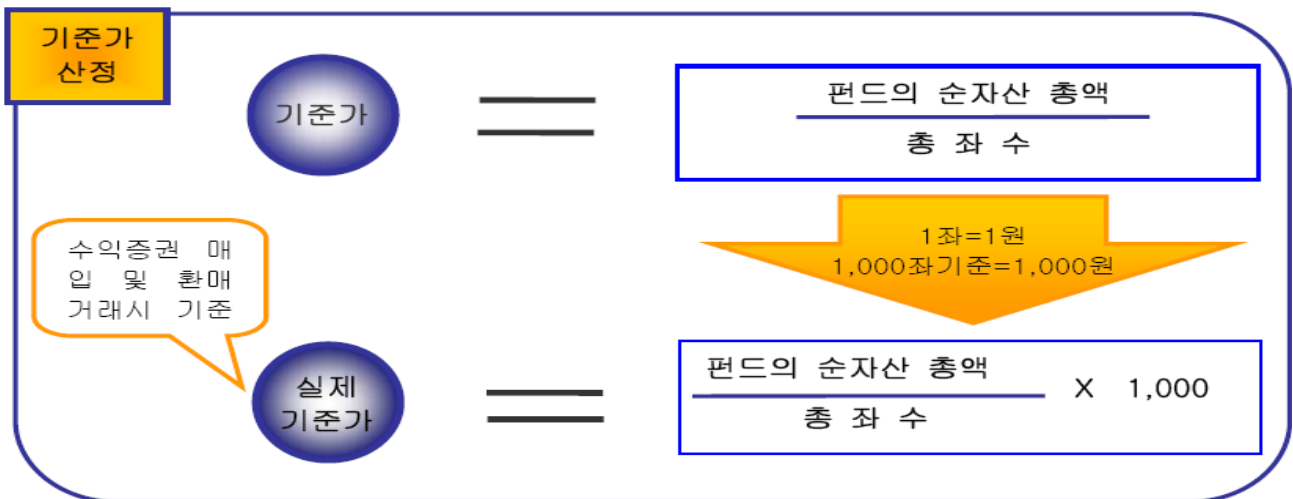 기준가
산정
기준가
펀드의 순자산 총액
총 좌 수
1좌=1원
1,000좌기준=1,000원
수익증권 매
입 및 환매
거래시 기준
실제
기준가
펀드의 순자산 총액
총 좌 수
X 1,000